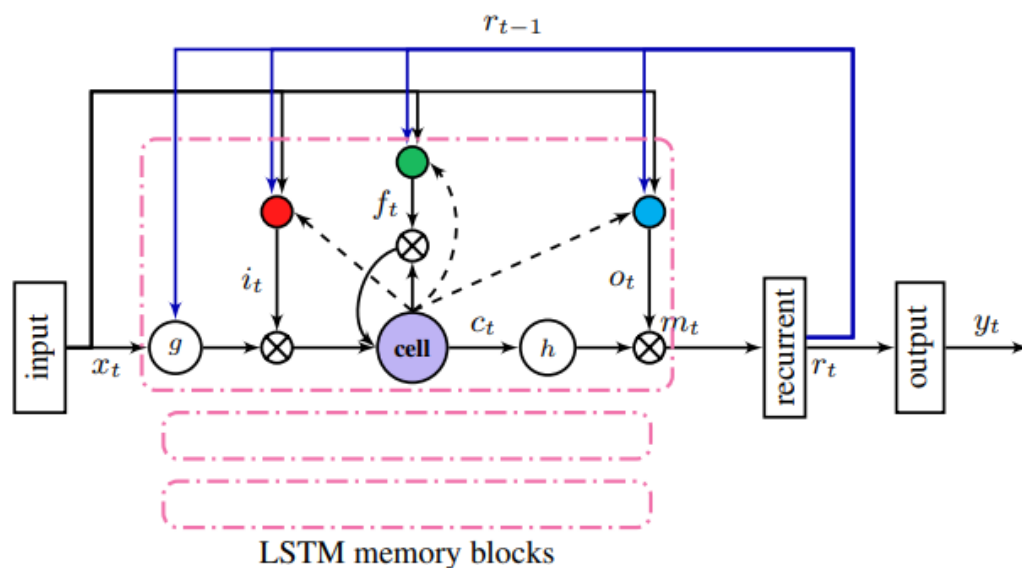 r_{t-1}
f_t
i_t
o_t
input
x_t
g
cell
c_t
h
m_t
recurrent
r_t
output
y_t
LSTM memory blocks